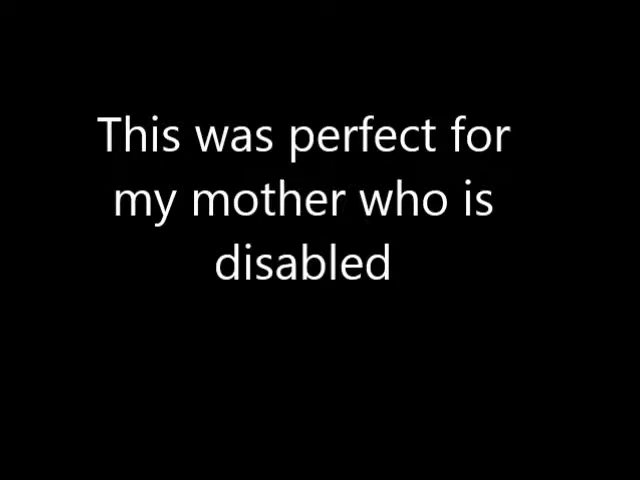 This was perfect for
my mother who is
disabled